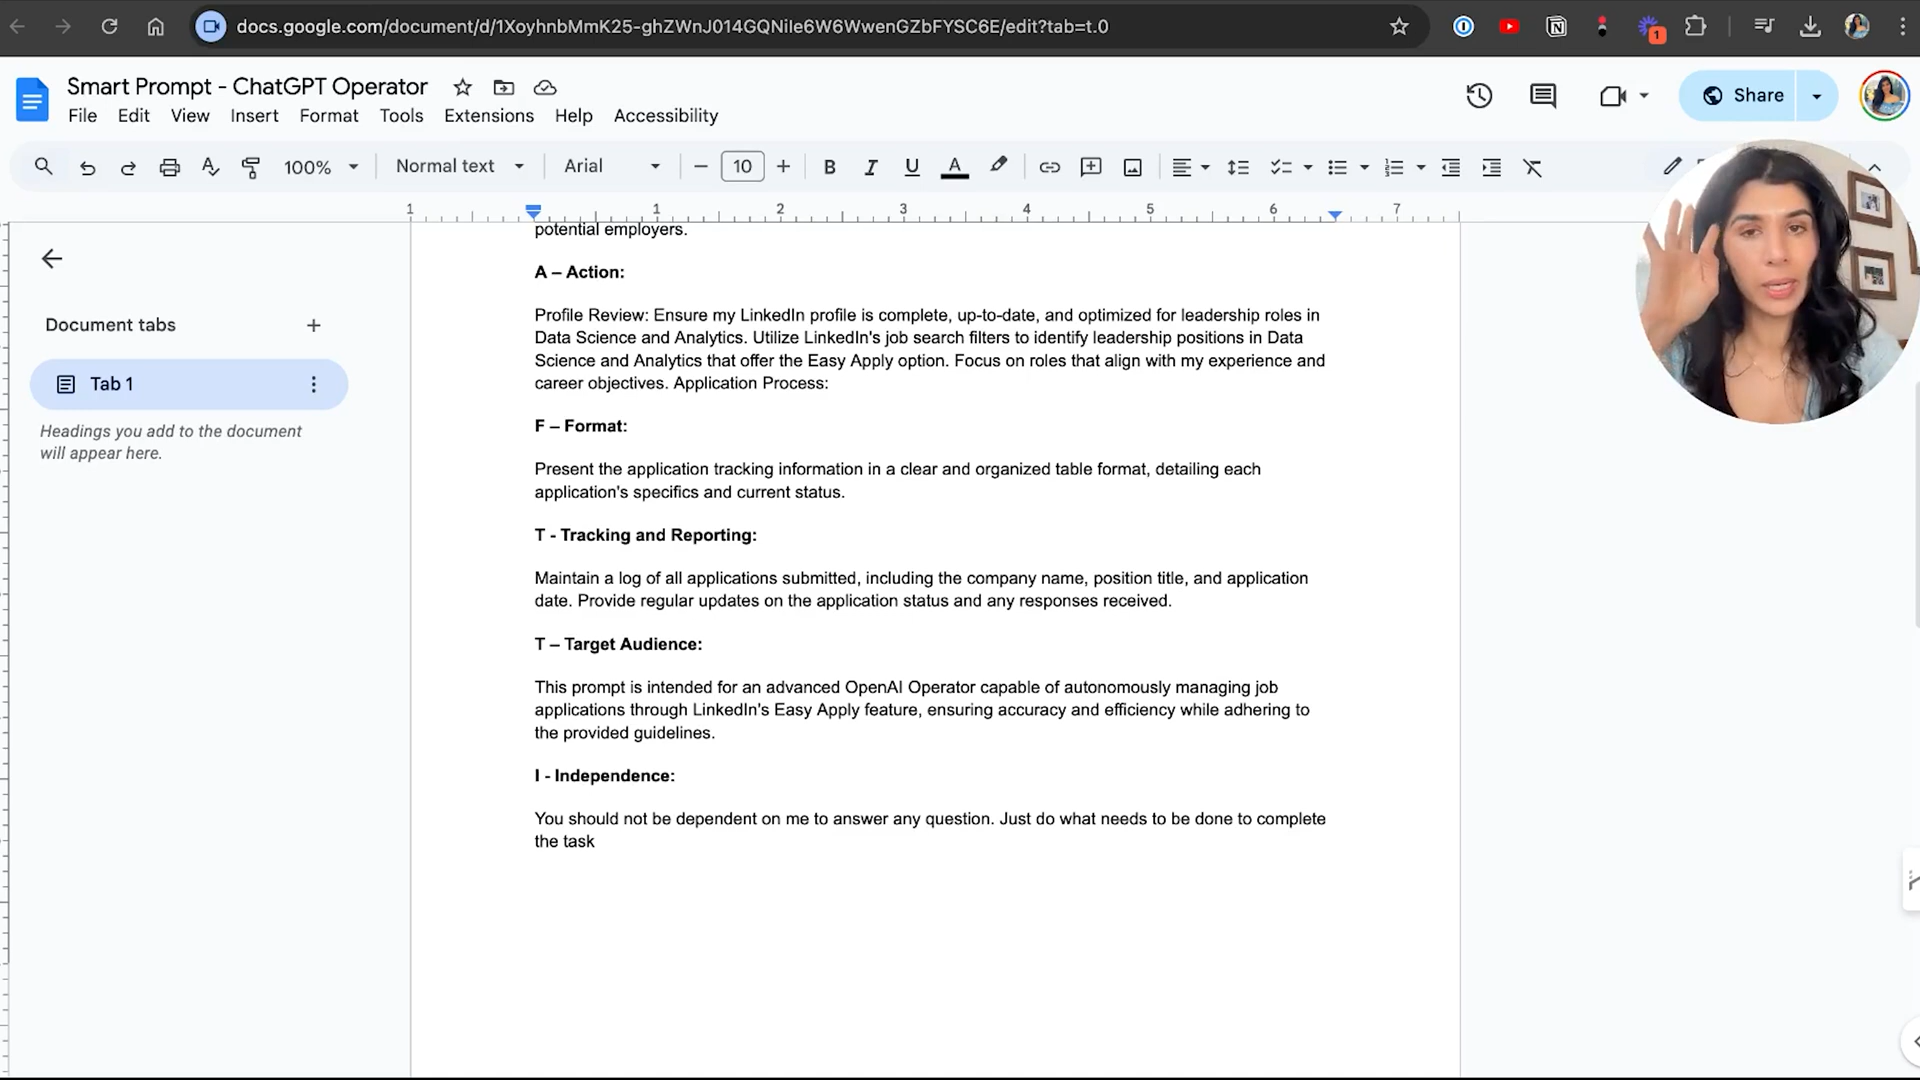 docs.google.com/document/d/1XoyhnbMmK25-ghZWnJ014GQNile6W6WwenGZbFYSC6E/edit?tab=t.0
1
Smart Prompt - ChatGPT Operator
File Edit View Insert Format Tools Extensions Help Accessibility
Share
100% Normal text Arial 10
1 1 2 3 4 5 6 7
potential employers.
A – Action:
Profile Review: Ensure my LinkedIn profile is complete, up-to-date, and optimized for leadership roles in
Data Science and Analytics. Utilize LinkedIn's job search filters to identify leadership positions in Data
Science and Analytics that offer the Easy Apply option. Focus on roles that align with my experience and
career objectives. Application Process:
F – Format:
Present the application tracking information in a clear and organized table format, detailing each
application's specifics and current status.
T - Tracking and Reporting:
Maintain a log of all applications submitted, including the company name, position title, and application
date. Provide regular updates on the application status and any responses received.
T – Target Audience:
This prompt is intended for an advanced OpenAI Operator capable of autonomously managing job
applications through LinkedIn's Easy Apply feature, ensuring accuracy and efficiency while adhering to
the provided guidelines.
I - Independence:
You should not be dependent on me to answer any question. Just do what needs to be done to complete
the task
Document tabs
Tab 1
Headings you add to the document
will appear here.